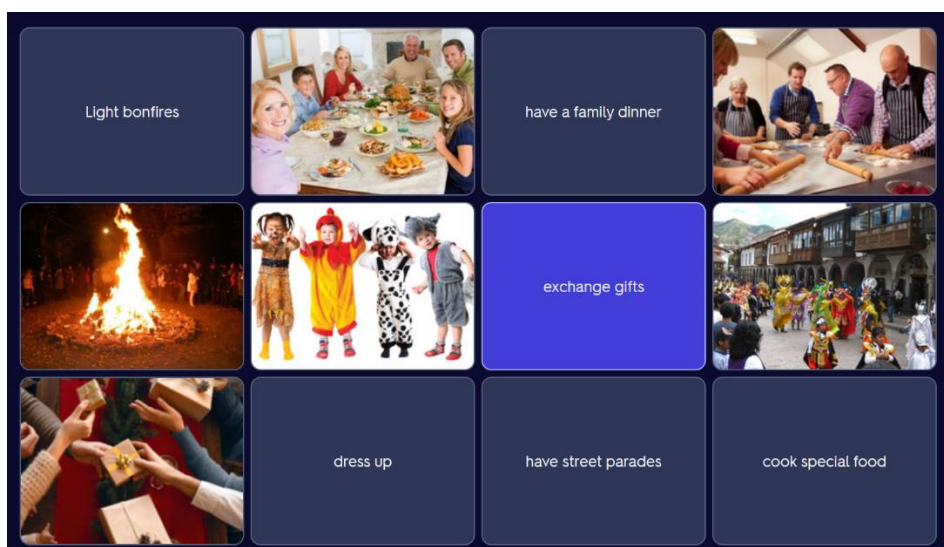 Light bonfires
have a family dinner
exchange gifts
dress up
have street parades
cook special food